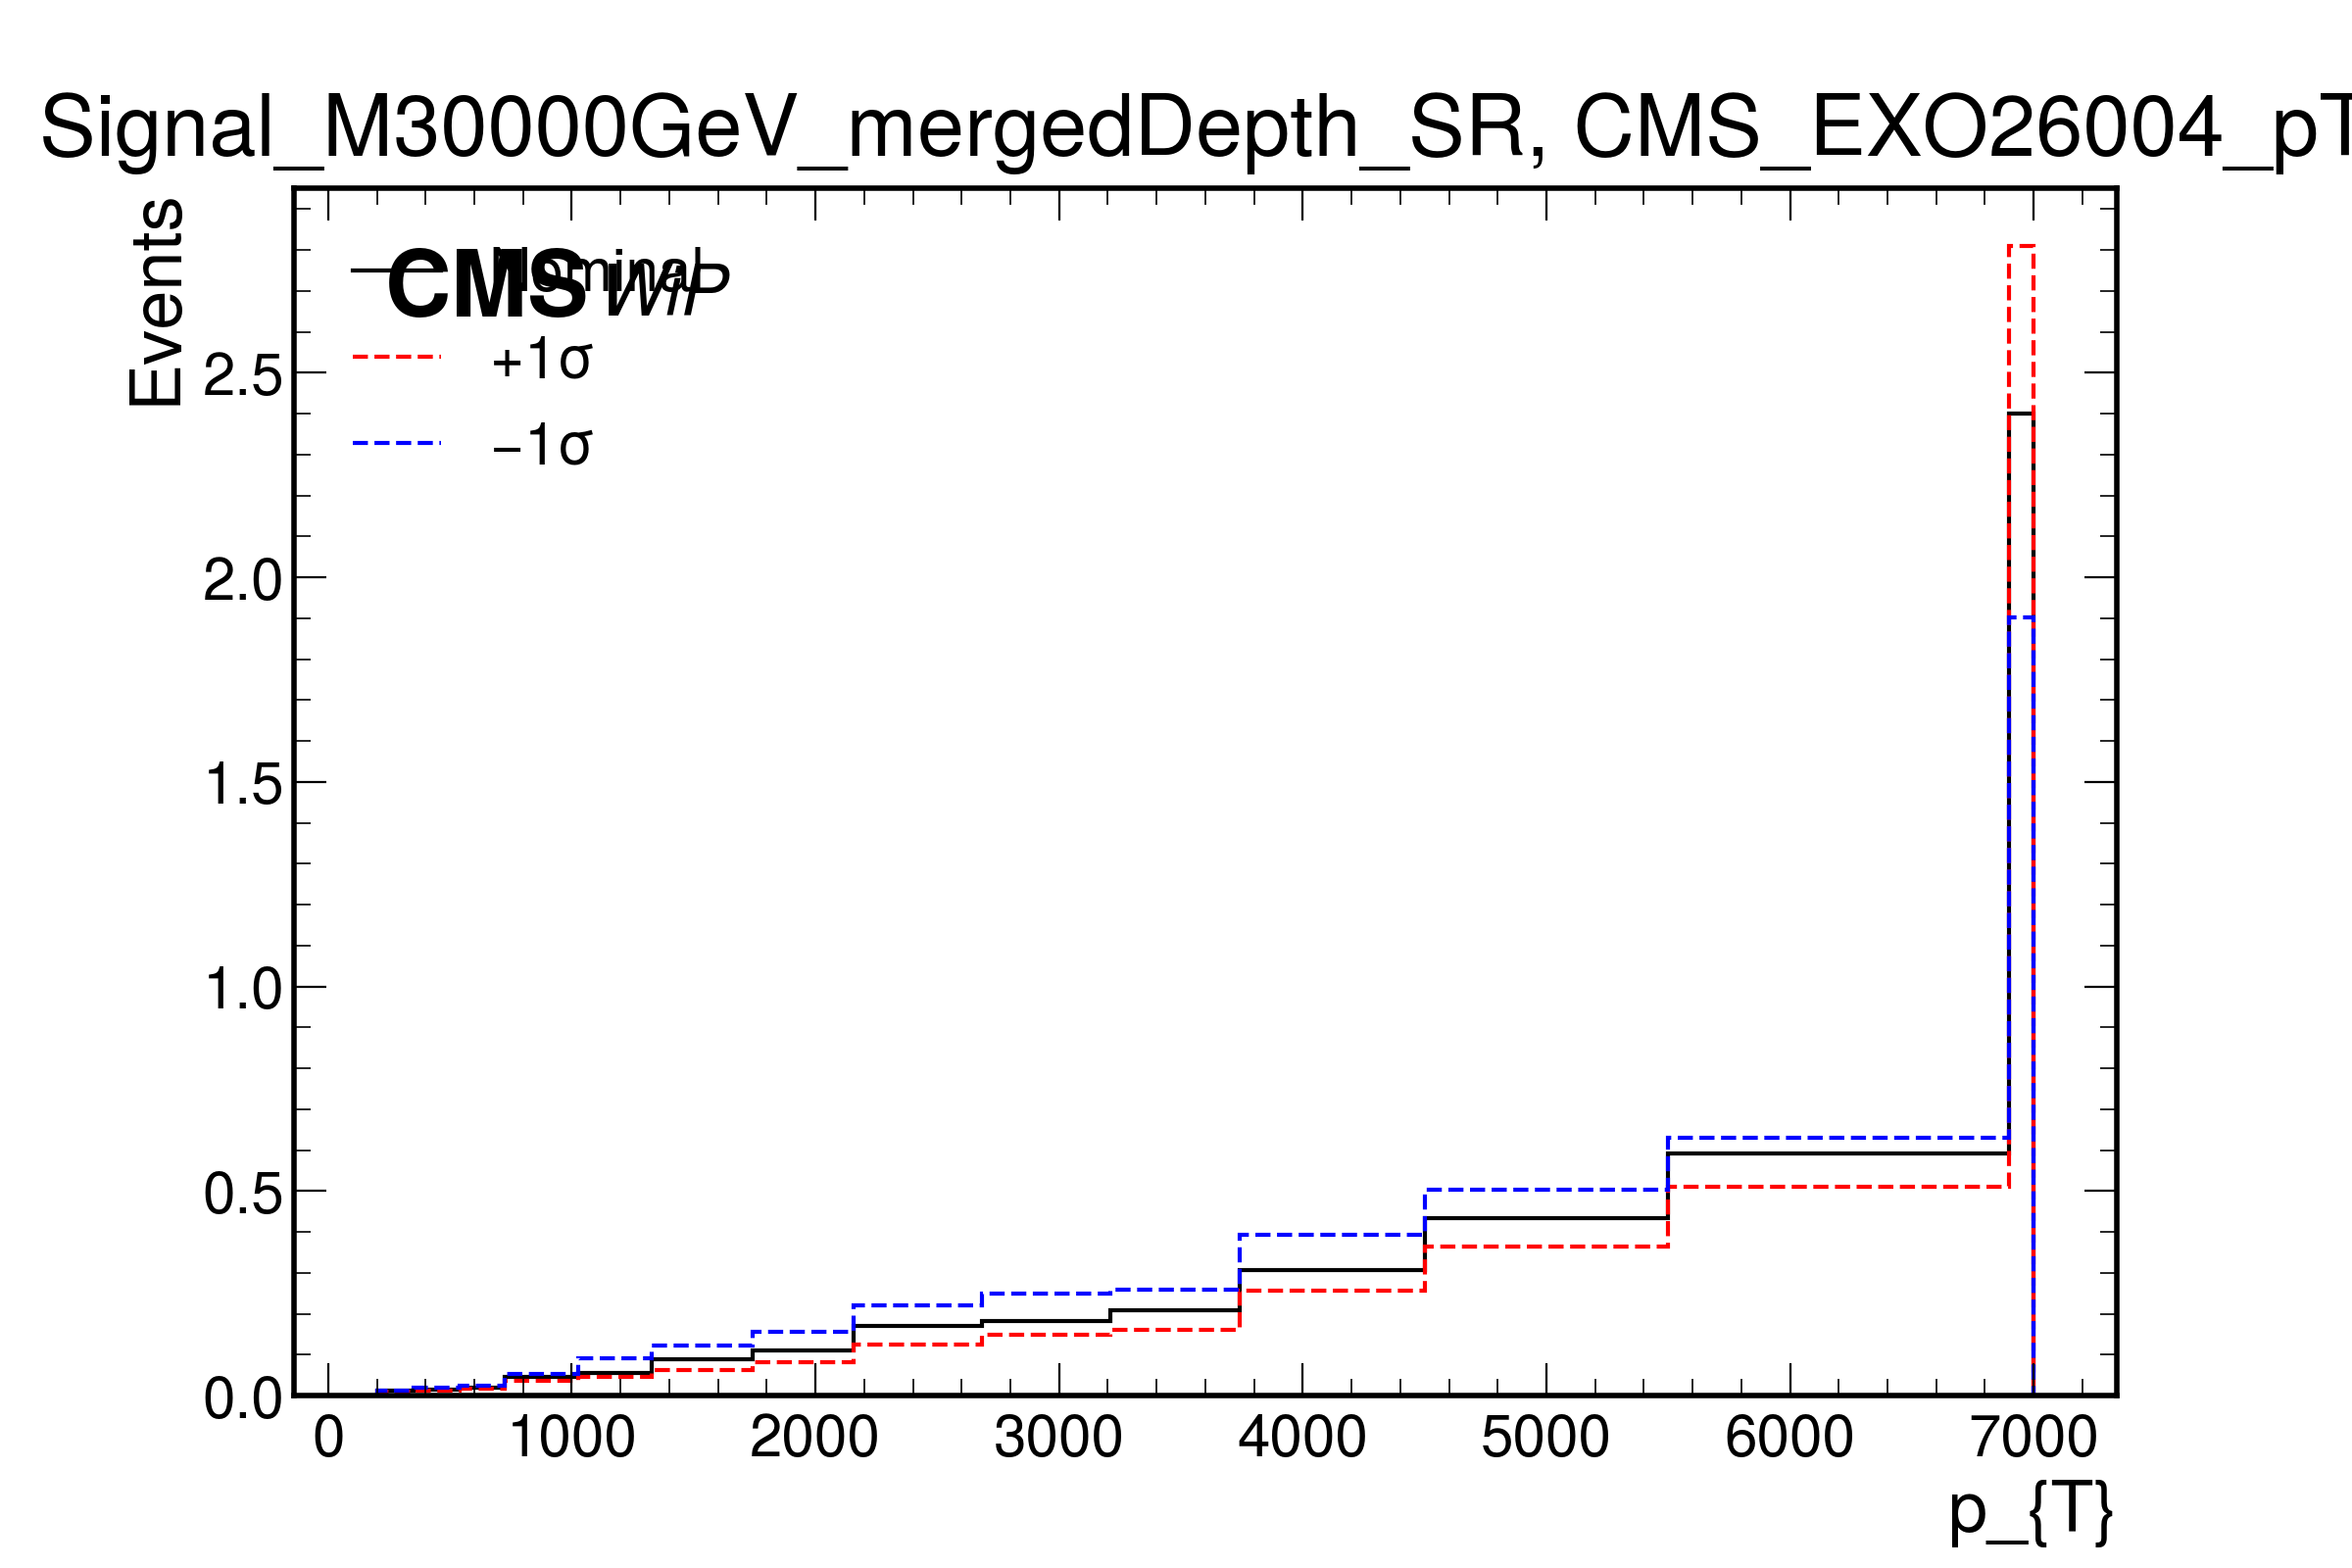 Signal_M30000GeV_mergedDepth_SR, CMS_EXO26004_pT
Events
CMS WiP
Nominal
+1σ
−1σ
2.5
2.0
1.5
1.0
0.5
0.0
0 1000 2000 3000 4000 5000 6000 7000
p_{T}